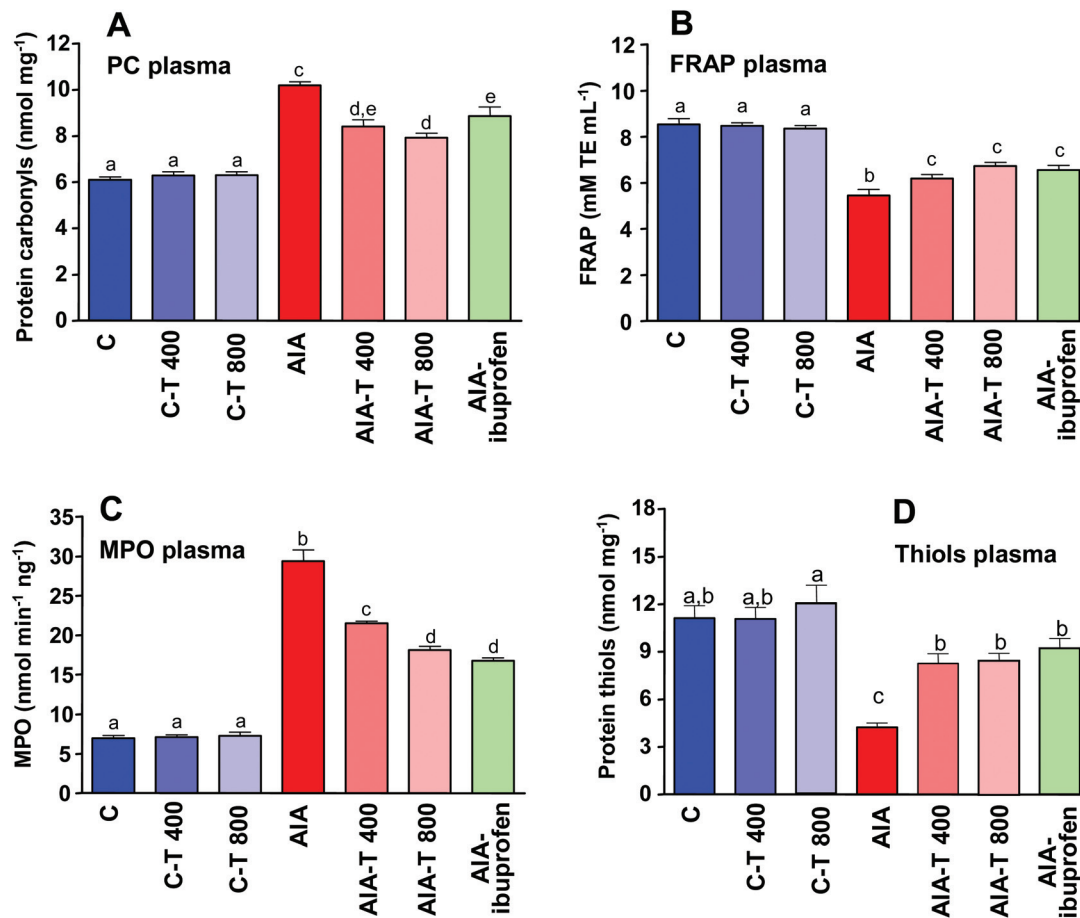 A
PC plasma
Protein carbonyls (nmol mg⁻¹)
12
10
8
6
4
2
0
a
a
a
c
d,e
d
e
C
C-T 400
C-T 800
AIA
AIA-T 400
AIA-T 800
AIA-
ibuprofen
B
FRAP plasma
FRAP (mM TE mL⁻¹)
12
10
8
6
4
2
0
a
a
a
b
c
c
c
C
C-T 400
C-T 800
AIA
AIA-T 400
AIA-T 800
AIA-
ibuprofen
C
MPO plasma
MPO (nmol min⁻¹ ng⁻¹)
35
30
25
20
15
10
5
0
a
a
a
b
c
d
d
C
C-T 400
C-T 800
AIA
AIA-T 400
AIA-T 800
AIA-
ibuprofen
D
Thiols plasma
Protein thiols (nmol mg⁻¹)
18
15
12
9
6
3
0
a,b
a,b
a
c
b
b
b
C
C-T 400
C-T 800
AIA
AIA-T 400
AIA-T 800
AIA-
ibuprofen